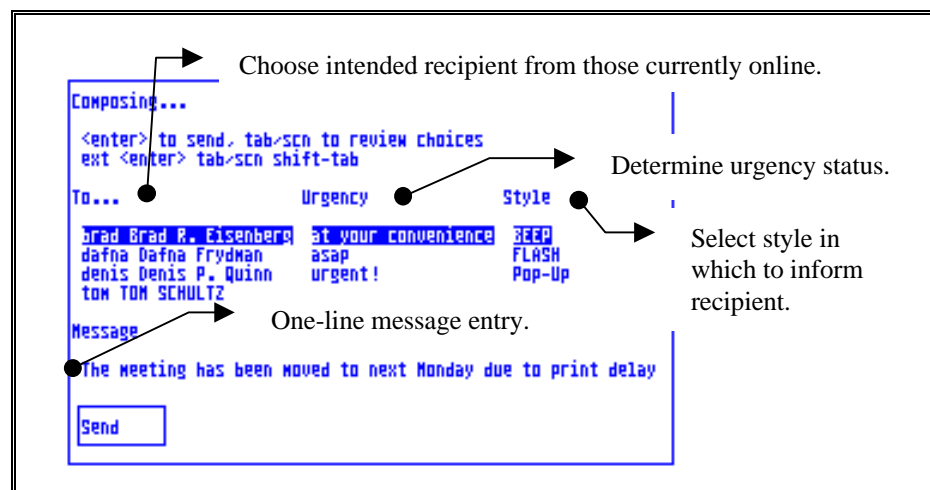 Choose intended recipient from those currently online.
Composing...
<enter> to send, tab/scn to review choices
ext <enter> tab/scn shift-tab
Determine urgency status.
To... Urgency Style
brad Brad R. Eisenberg at your convenience BEEP
dafna Dafna Frydman asap FLASH
denis Denis P. Quinn urgent! Pop-Up
tom TOM SCHULTZ
Select style in
which to inform
recipient.
One-line message entry.
Message
The meeting has been moved to next Monday due to print delay
Send